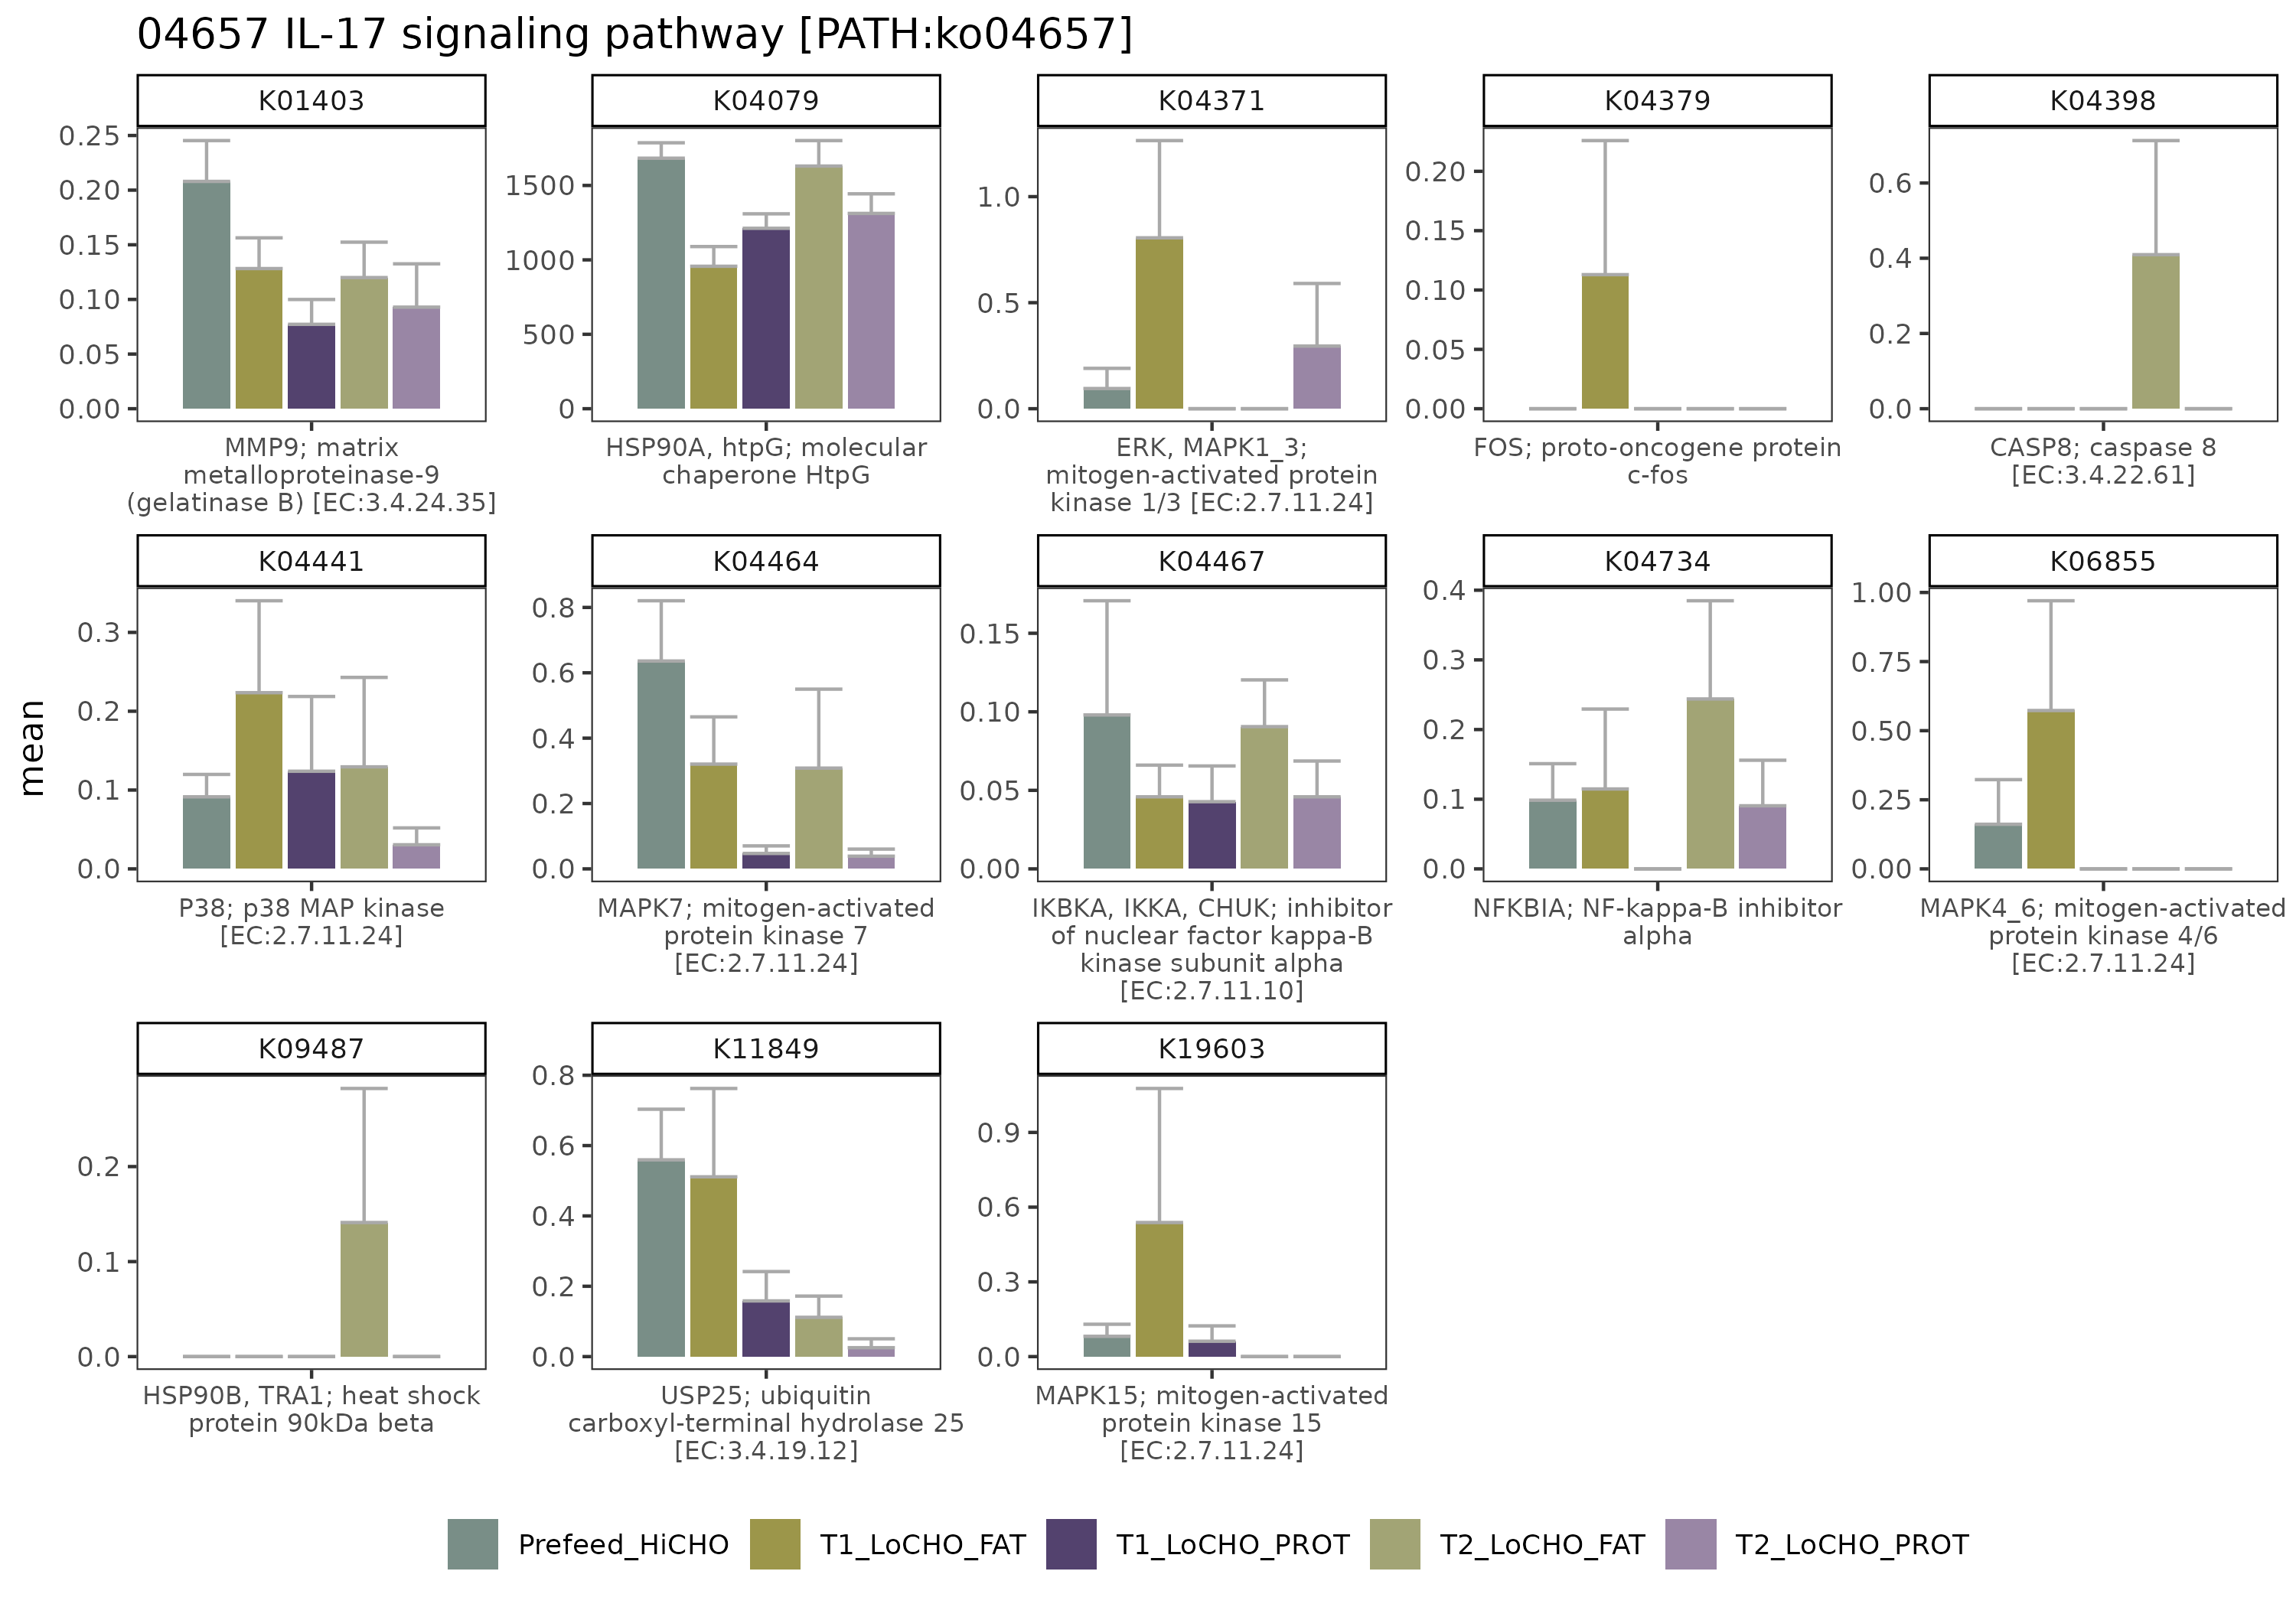 04657 IL-17 signaling pathway [PATH:ko04657]
mean
K01403
0.25
0.20
0.15
0.10
0.05
0.00
MMP9; matrix
metalloproteinase-9
(gelatinase B) [EC:3.4.24.35]
K04079
1500
1000
500
0
HSP90A, htpG; molecular
chaperone HtpG
K04371
1.0
0.5
0.0
ERK, MAPK1_3;
mitogen-activated protein
kinase 1/3 [EC:2.7.11.24]
K04379
0.20
0.15
0.10
0.05
0.00
FOS; proto-oncogene protein
c-fos
K04398
0.6
0.4
0.2
0.0
CASP8; caspase 8
[EC:3.4.22.61]
K04441
0.3
0.2
0.1
0.0
P38; p38 MAP kinase
[EC:2.7.11.24]
K04464
0.8
0.6
0.4
0.2
0.0
MAPK7; mitogen-activated
protein kinase 7
[EC:2.7.11.24]
K04467
0.15
0.10
0.05
0.00
IKBKA, IKKA, CHUK; inhibitor
of nuclear factor kappa-B
kinase subunit alpha
[EC:2.7.11.10]
K04734
0.4
0.3
0.2
0.1
0.0
NFKBIA; NF-kappa-B inhibitor
alpha
K06855
1.00
0.75
0.50
0.25
0.00
MAPK4_6; mitogen-activated
protein kinase 4/6
[EC:2.7.11.24]
K09487
0.2
0.1
0.0
HSP90B, TRA1; heat shock
protein 90kDa beta
K11849
0.8
0.6
0.4
0.2
0.0
USP25; ubiquitin
carboxyl-terminal hydrolase 25
[EC:3.4.19.12]
K19603
0.9
0.6
0.3
0.0
MAPK15; mitogen-activated
protein kinase 15
[EC:2.7.11.24]
Prefeed_HiCHO
T1_LoCHO_FAT
T1_LoCHO_PROT
T2_LoCHO_FAT
T2_LoCHO_PROT